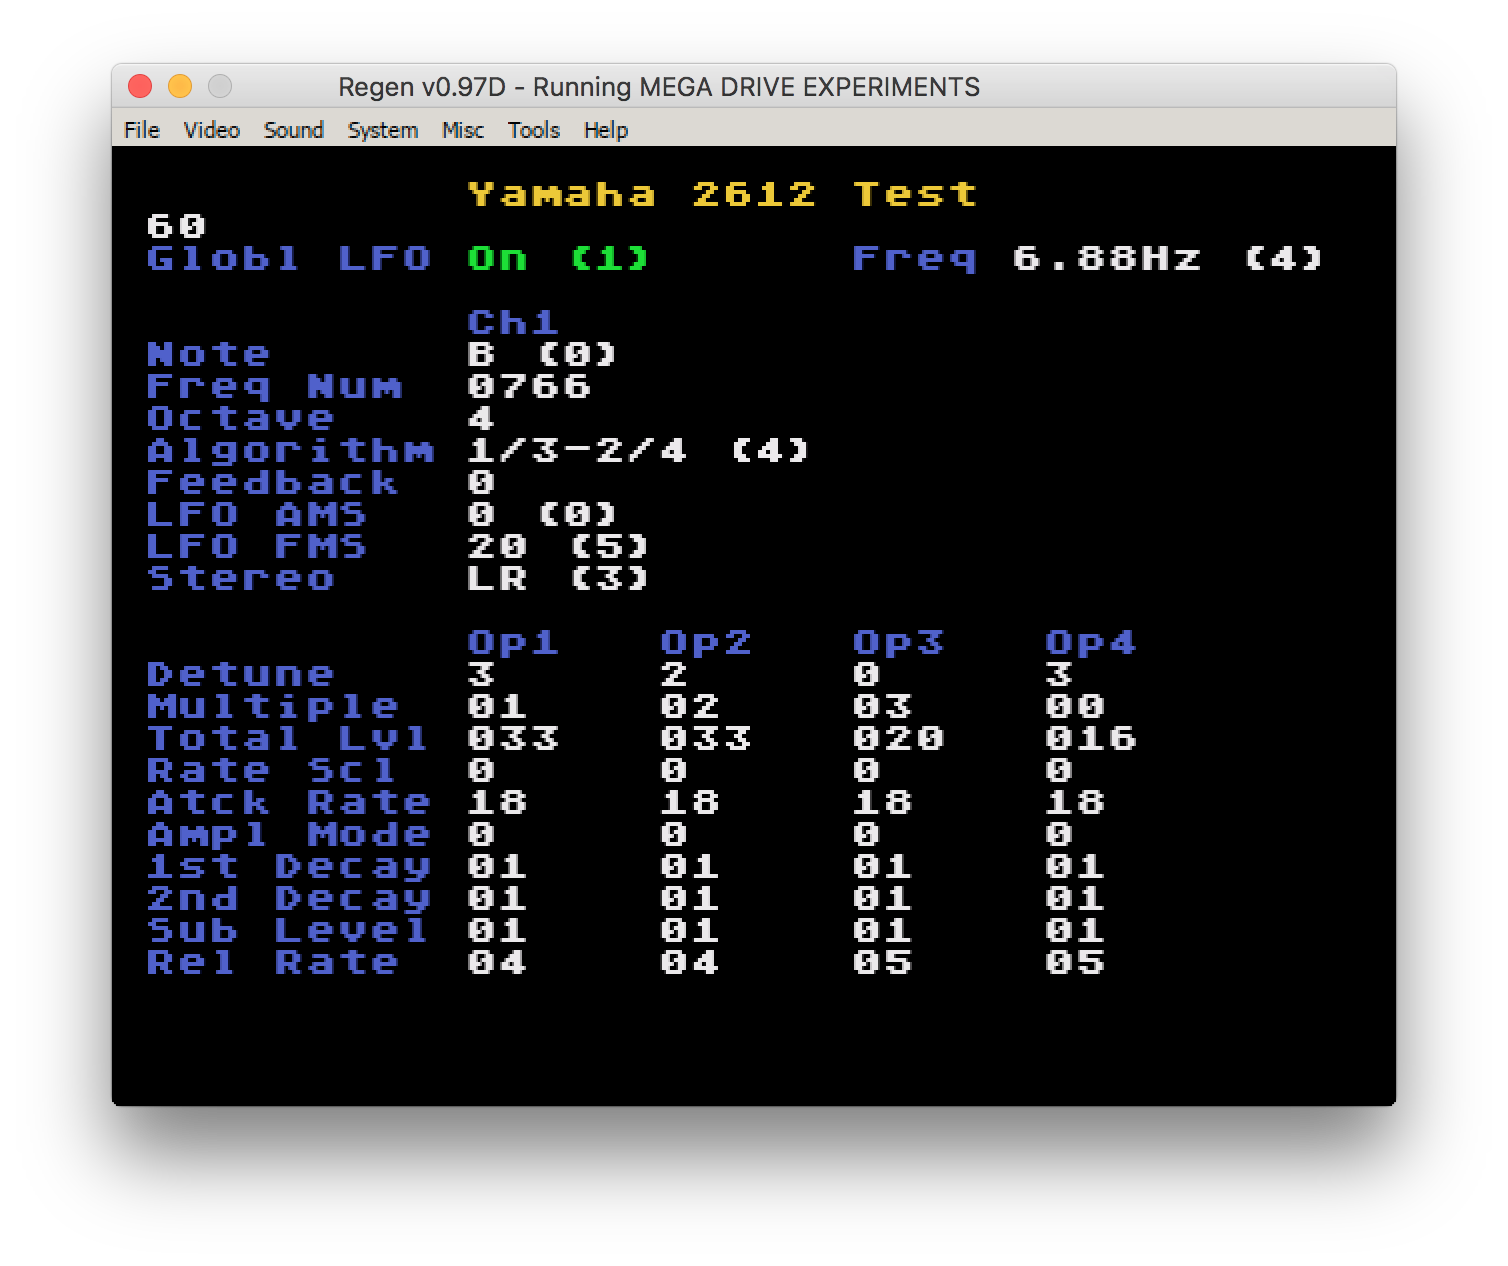 Regen v0.97D - Running MEGA DRIVE EXPERIMENTS
File Video Sound System Misc Tools Help
Yamaha 2612 Test
60
Globl LFO On (1) Freq 6.88Hz (4)
Ch1
Note B (0)
Freq Num 0766
Octave 4
Algorithm 1/3-2/4 (4)
Feedback 0
LFO AMS 0 (0)
LFO FMS 20 (5)
Stereo LR (3)
Op1 Op2 Op3 Op4
Detune 3 2 0 3
Multiple 01 02 03 00
Total Lvl 033 033 020 016
Rate Scl 0 0 0 0
Atck Rate 18 18 18 18
Ampl Mode 0 0 0 0
1st Decay 01 01 01 01
2nd Decay 01 01 01 01
Sub Level 01 01 01 01
Rel Rate 04 04 05 05